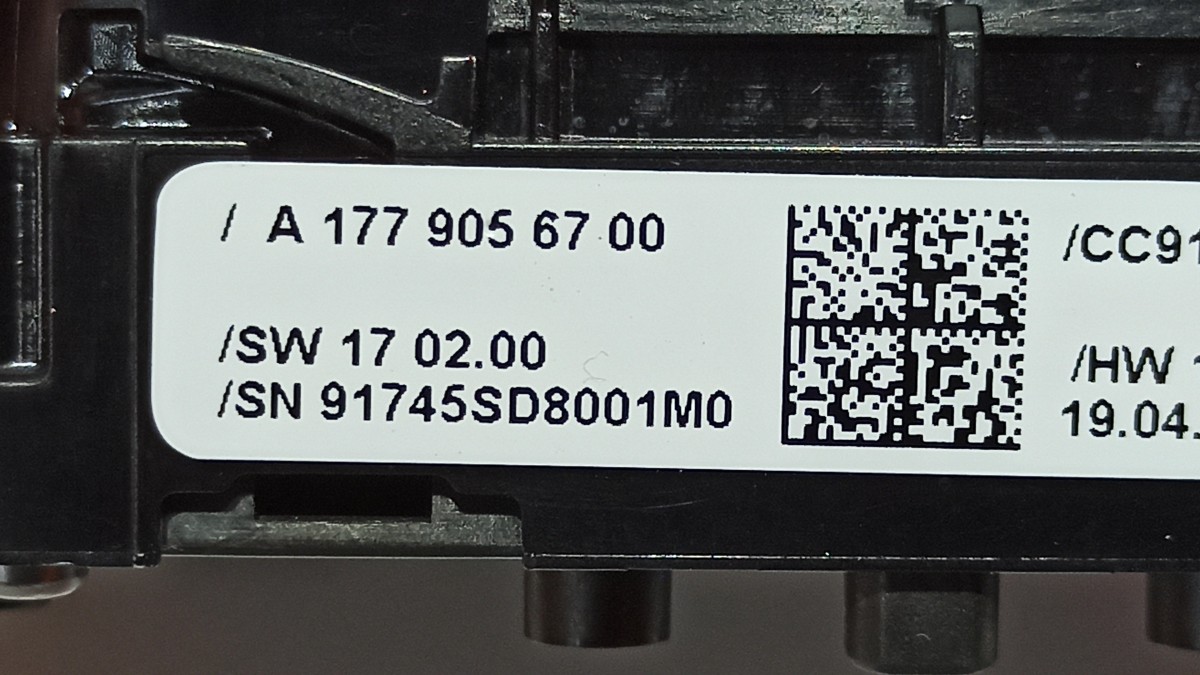 / A 177 905 67 00
/SW 17 02.00
/SN 91745SD8001M0
/CC91
/HW
19.04.